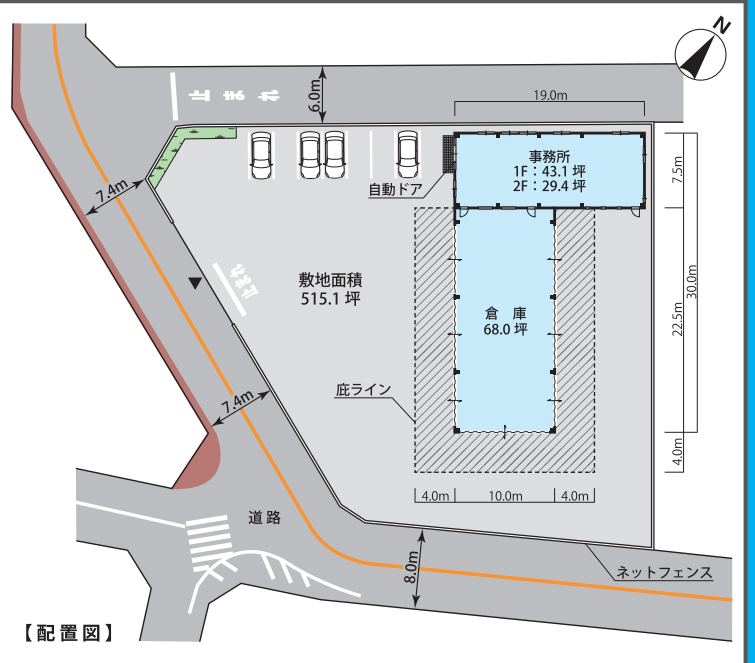 N
止まれ
6.0m
19.0m
事務所
1F：43.1 坪
2F：29.4 坪
7.5m
自動ドア
7.4m
止まれ
敷地面積
515.1 坪
倉　庫
68.0 坪
22.5m
30.0m
庇ライン
7.4m
4.0m
4.0m
10.0m
4.0m
道路
8.0m
ネットフェンス
【配置図】